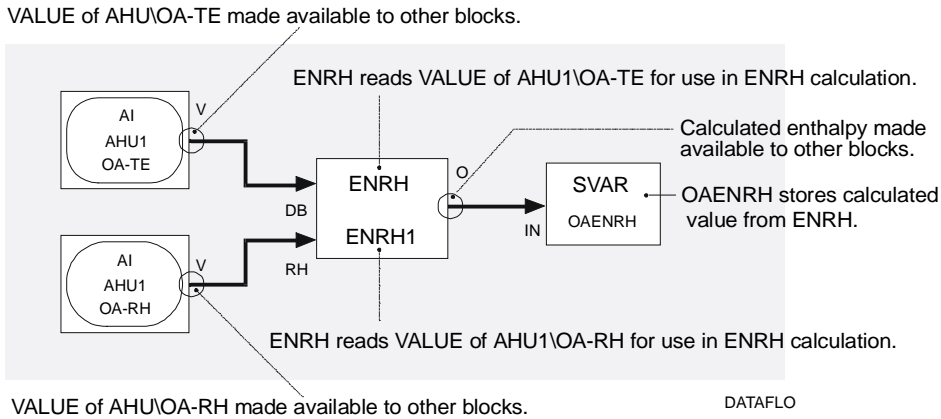 VALUE of AHU\OA-TE made available to other blocks.
ENRH reads VALUE of AHU1\OA-TE for use in ENRH calculation.
AI
AHU1
OA-TE
V
DB
ENRH
ENRH1
O
Calculated enthalpy made
available to other blocks.
SVAR
OAENRH
IN
OAENRH stores calculated
value from ENRH.
AI
AHU1
OA-RH
V
RH
ENRH reads VALUE of AHU1\OA-RH for use in ENRH calculation.
VALUE of AHU\OA-RH made available to other blocks.
DATAFLO